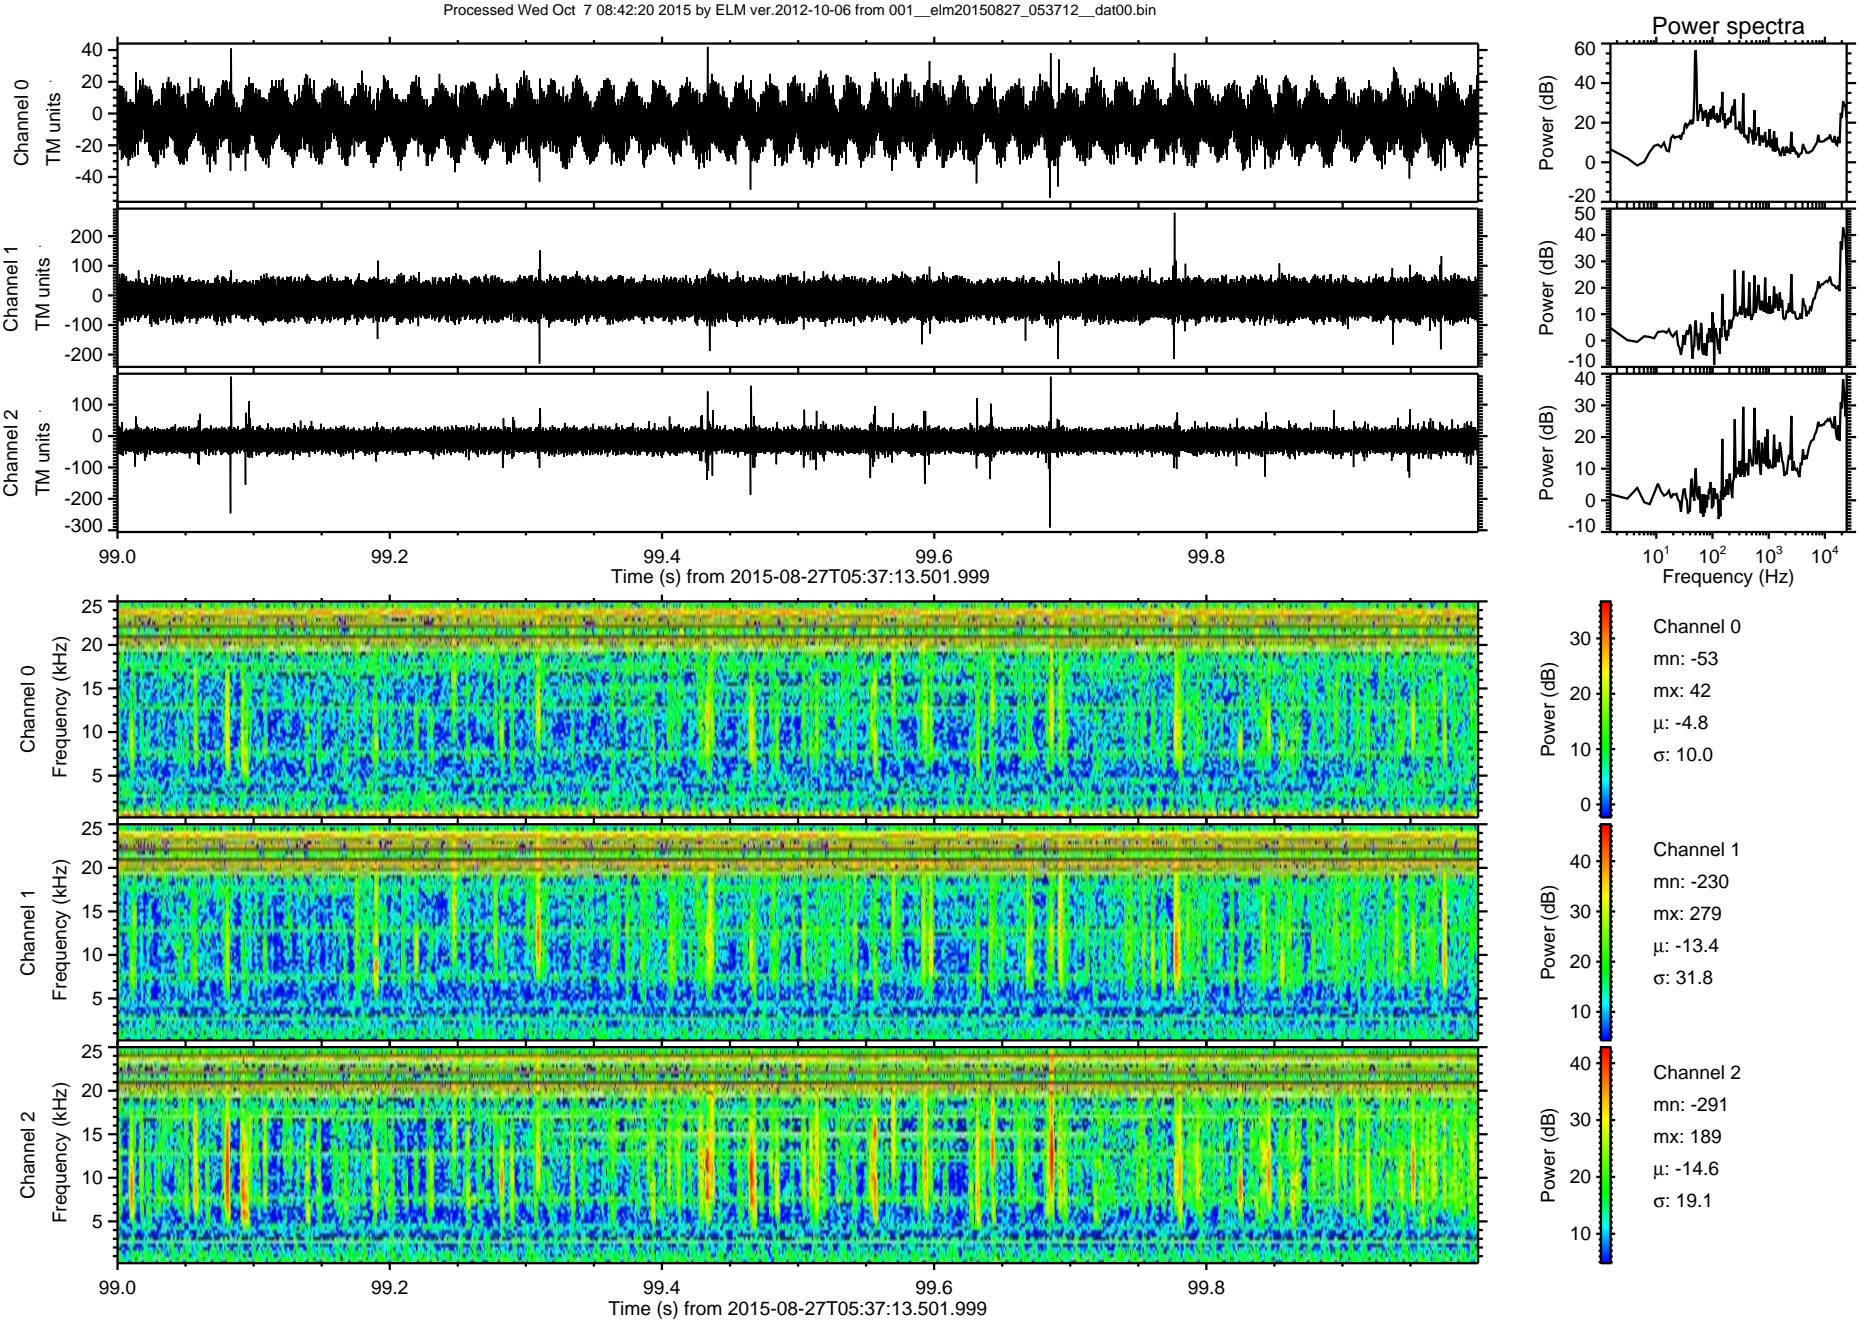 Processed Wed Oct  7 08:42:20 2015 by ELM ver.2012-10-06 from 001__elm20150827_053712__dat00.bin
Power spectra
Channel 0
TM units
40
20
0
-20
-40
Power (dB)
60
40
20
0
-20
Channel 1
TM units
200
100
0
-100
-200
Power (dB)
50
40
30
20
10
0
-10
Channel 2
TM units
100
0
-100
-200
-300
Power (dB)
40
30
20
10
0
-10
99.0
99.2
99.4
99.6
99.8
Time (s) from 2015-08-27T05:37:13.501.999
10^1
10^2
10^3
10^4
Frequency (Hz)
Channel 0
Frequency (kHz)
25
20
15
10
5
Power (dB)
30
20
10
0
Channel 0
mn: -53
mx: 42
μ: -4.8
σ: 10.0
Channel 1
Frequency (kHz)
25
20
15
10
5
Power (dB)
40
30
20
10
Channel 1
mn: -230
mx: 279
μ: -13.4
σ: 31.8
Channel 2
Frequency (kHz)
25
20
15
10
5
Power (dB)
40
30
20
10
Channel 2
mn: -291
mx: 189
μ: -14.6
σ: 19.1
99.0
99.2
99.4
99.6
99.8
Time (s) from 2015-08-27T05:37:13.501.999